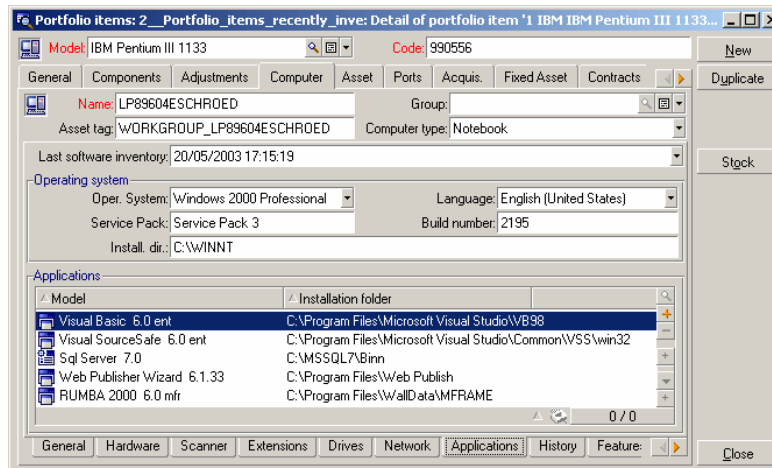 Portfolio items: 2__Portfolio_items_recently_inve: Detail of portfolio item '1 IBM IBM Pentium III 1133...
Model: IBM Pentium III 1133 Code: 990556 New
General Components Adjustments Computer Asset Ports Acquis. Fixed Asset Contracts Duplicate
Name: LP89604ESCHROED Group:
Asset tag: WORKGROUP_LP89604ESCHROED Computer type: Notebook
Last software inventory: 20/05/2003 17:15:19 Stock
Operating system
Oper. System: Windows 2000 Professional Language: English (United States)
Service Pack: Service Pack 3 Build number: 2195
Install. dir.: C:\WINNT
Applications
Model Installation folder
Visual Basic 6.0 ent C:\Program Files\Microsoft Visual Studio\VB98
Visual SourceSafe 6.0 ent C:\Program Files\Microsoft Visual Studio\Common\VSS\win32
Sql Server 7.0 C:\MSSQL7\Binn
Web Publisher Wizard 6.1.33 C:\Program Files\Web Publish
RUMBA 2000 6.0 mfr C:\Program Files\WallData\MFRAME
0 / 0
General Hardware Scanner Extensions Drives Network Applications History Feature: Close